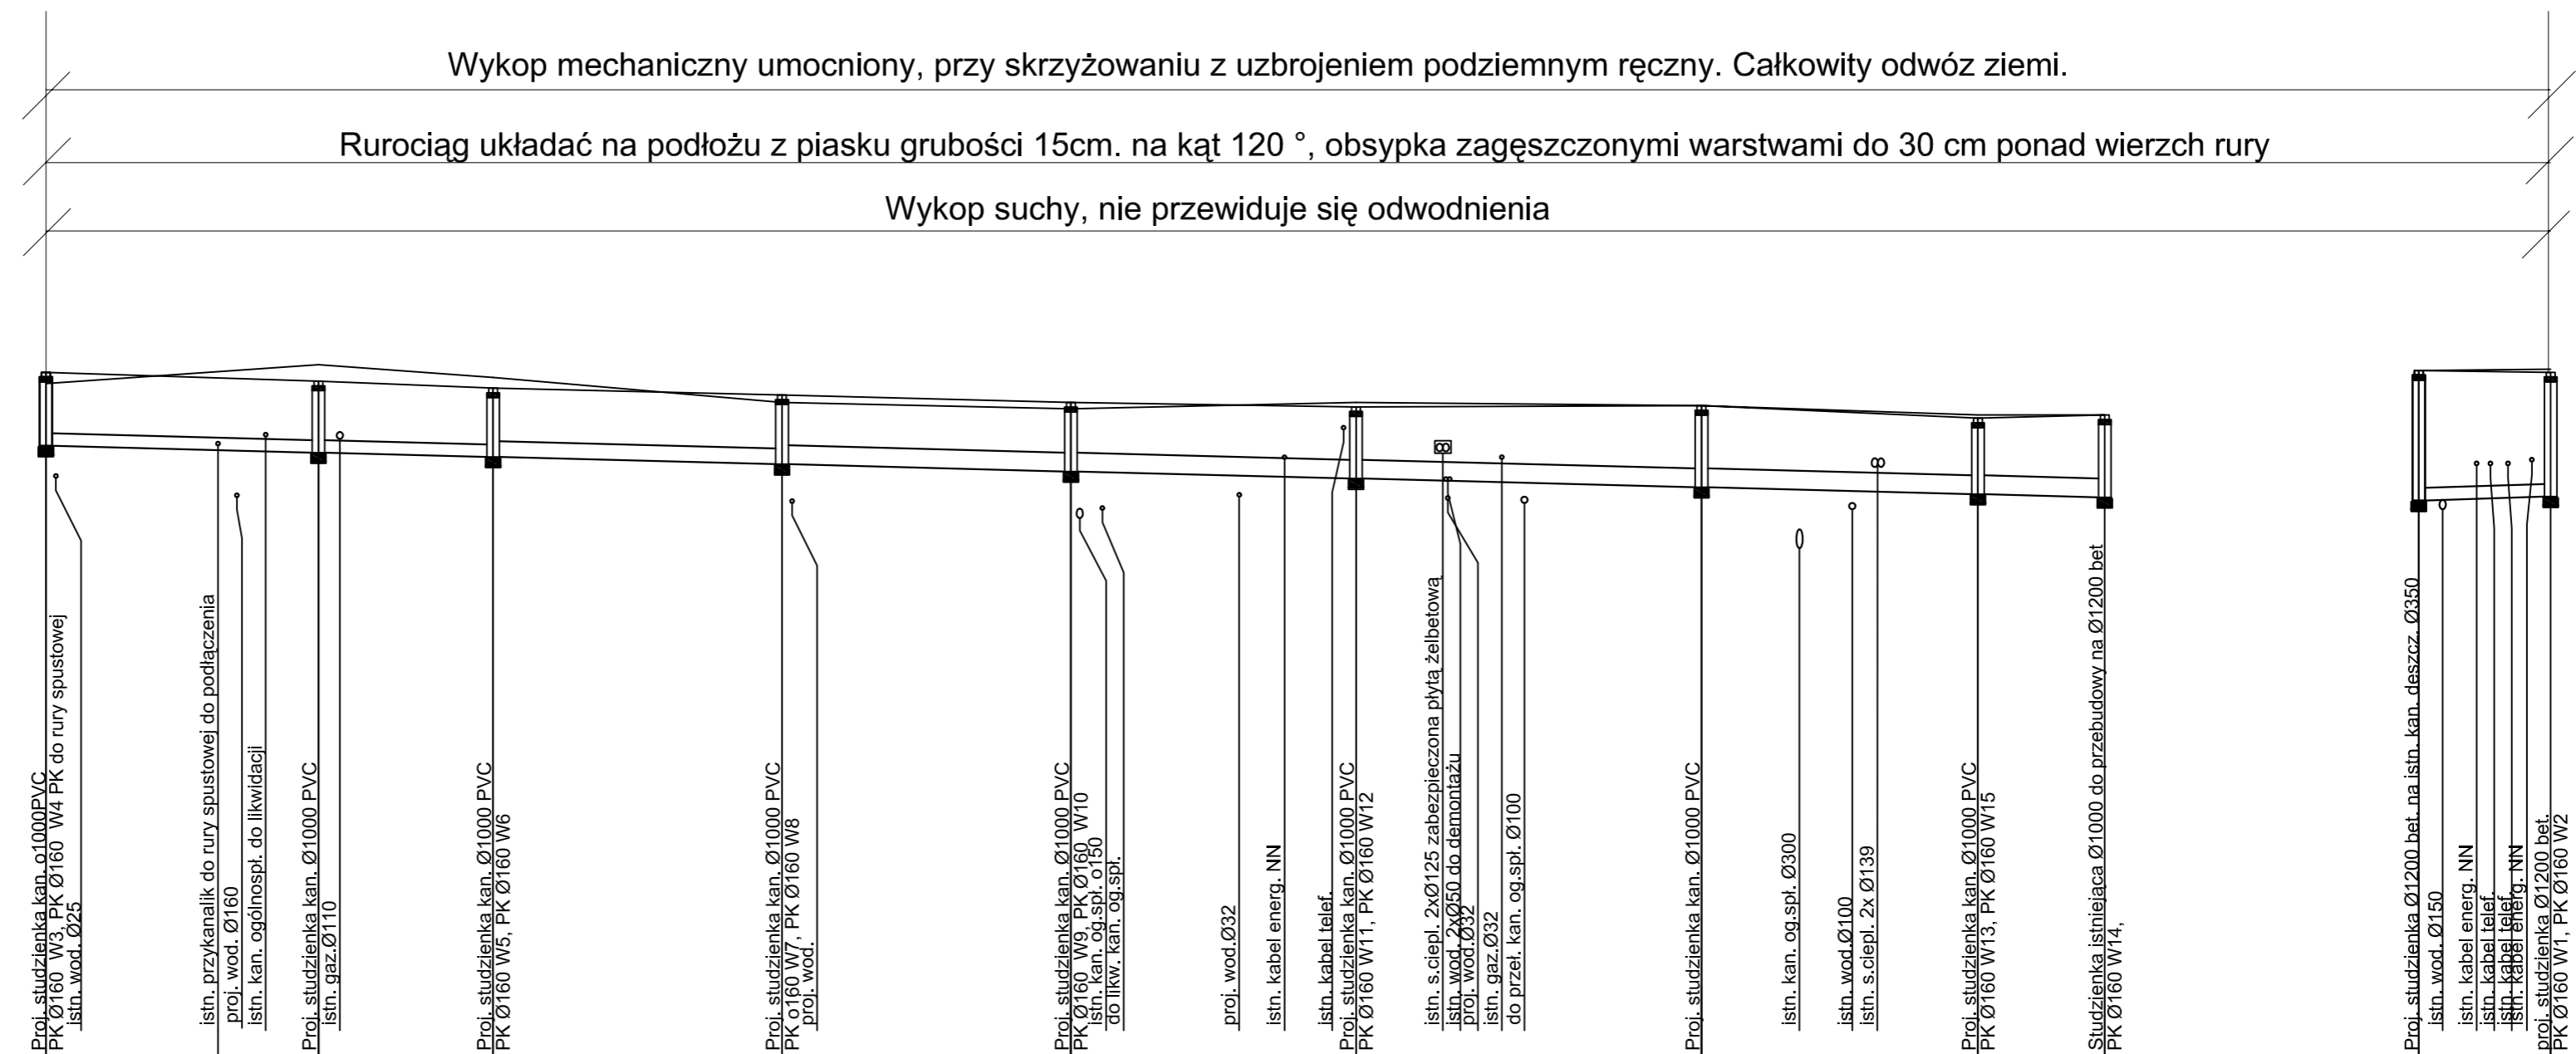 Wykop mechaniczny umocniony, przy skrzyżowaniu z uzbrojeniem podziemnym ręczny. Całkowity odwóz ziemi.
Rurociąg układać na podłożu z piasku grubości 15cm. na kąt 120 °, obsypka zagęszczonymi warstwami do 30 cm ponad wierzch rury
Wykop suchy, nie przewiduje się odwodnienia
Proj. studzienka kan. o1000PVC
PK Ø160 W3, PK Ø160 W4 PK do rury spustowej
istn. wod. Ø25
istn. przykanalik do rury spustowej do podłączenia
proj. wod. Ø160
istn. kan. ogólnospł. do likwidacji
Proj. studzienka kan. Ø1000 PVC
istn. gaz.Ø110
Proj. studzienka kan. Ø1000 PVC
PK Ø160 W5, PK Ø160 W6
Proj. studzienka kan. Ø1000 PVC
PK o160 W7, PK Ø160 W8
proj. wod.
Proj. studzienka kan. Ø1000 PVC
PK Ø160 W9, PK Ø160 W10
istn. kan. og.spł. o150
do likw. kan. og.spł.
proj. wod.Ø32
istn. kabel energ. NN
istn. kabel telef.
Proj. studzienka kan. Ø1000 PVC
PK Ø160 W11, PK Ø160 W12
istn. s.ciepl. 2xØ125 zabezpieczona płytą żelbetową
istn. wod. 2xØ50 do demontażu
proj. wod.Ø32
istn. gaz.Ø32
do przeł. kan. og.spł. Ø100
Proj. studzienka kan. Ø1000 PVC
istn. kan. og.spł. Ø300
istn. wod.Ø100
istn. s.ciepl. 2x Ø139
Proj. studzienka kan. Ø1000 PVC
PK Ø160 W13, PK Ø160 W15
Studzienka istniejąca Ø1000 do przebudowy na Ø1200 bet
PK Ø160 W14,
Proj. studzienka Ø1200 bet. na istn. kan. deszcz. Ø350
istn. wod. Ø150
istn. kabel energ. NN
istn. kabel telef.
istn. kabel telef.
istn. kabel energ. NN
proj. studzienka Ø1200 bet.
PK Ø160 W1, PK Ø160 W2